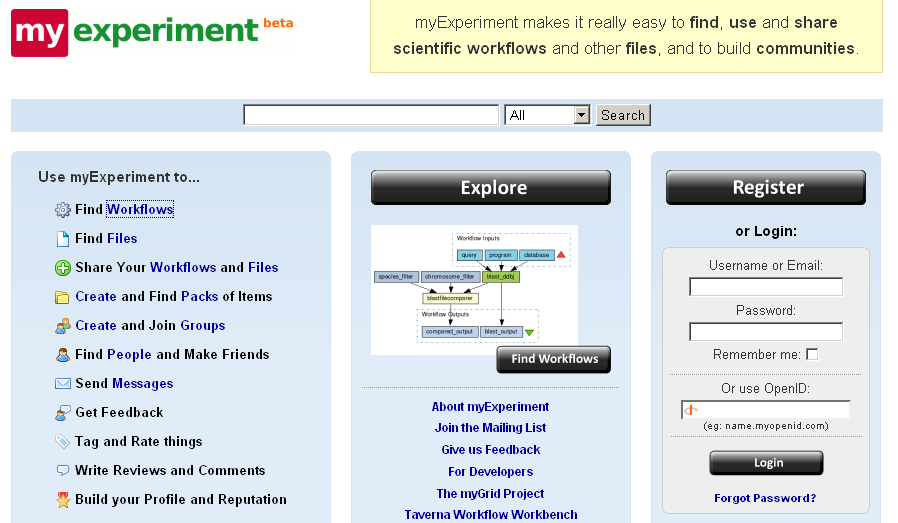 my experiment beta
myExperiment makes it really easy to find, use and share
scientific workflows and other files, and to build communities.
All
Search
Use myExperiment to...
Find Workflows
Find Files
Share Your Workflows and Files
Create and Find Packs of Items
Create and Join Groups
Find People and Make Friends
Send Messages
Get Feedback
Tag and Rate things
Write Reviews and Comments
Build your Profile and Reputation
Explore
Workflow Inputs
query program database
species_filter chromosome_filter blast_ddbj
blastfilecomparer
Workflow Outputs
compared_output blast_output
Find Workflows
About myExperiment
Join the Mailing List
Give us Feedback
For Developers
The myGrid Project
Taverna Workflow Workbench
Register
or Login:
Username or Email:
Password:
Remember me:
Or use OpenID:
(eg: name.myopenid.com)
Login
Forgot Password?